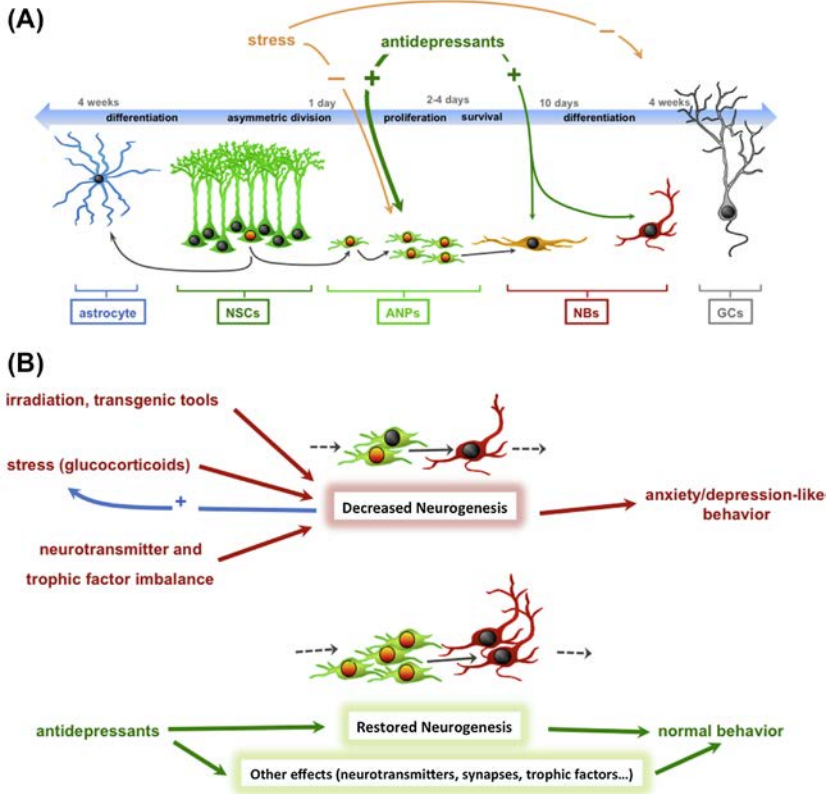 (A)
stress
antidepressants
−
−
+
+
4 weeks
1 day
2-4 days
10 days
4 weeks
differentiation
asymmetric division
proliferation
survival
differentiation
astrocyte
NSCs
ANPs
NBs
GCs
(B)
irradiation, transgenic tools
stress (glucocorticoids)
+
Decreased Neurogenesis
anxiety/depression-like-
behavior
neurotransmitter and
trophic factor imbalance
antidepressants
Restored Neurogenesis
normal behavior
Other effects (neurotransmitters, synapses, trophic factors...)